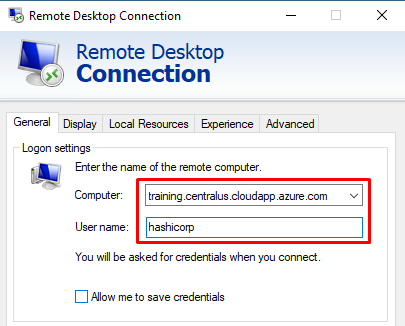 Remote Desktop Connection
Remote Desktop
Connection
General Display Local Resources Experience Advanced
Logon settings
Enter the name of the remote computer.
Computer: training.centralus.cloudapp.azure.com
User name: hashicorp
You will be asked for credentials when you connect.
Allow me to save credentials